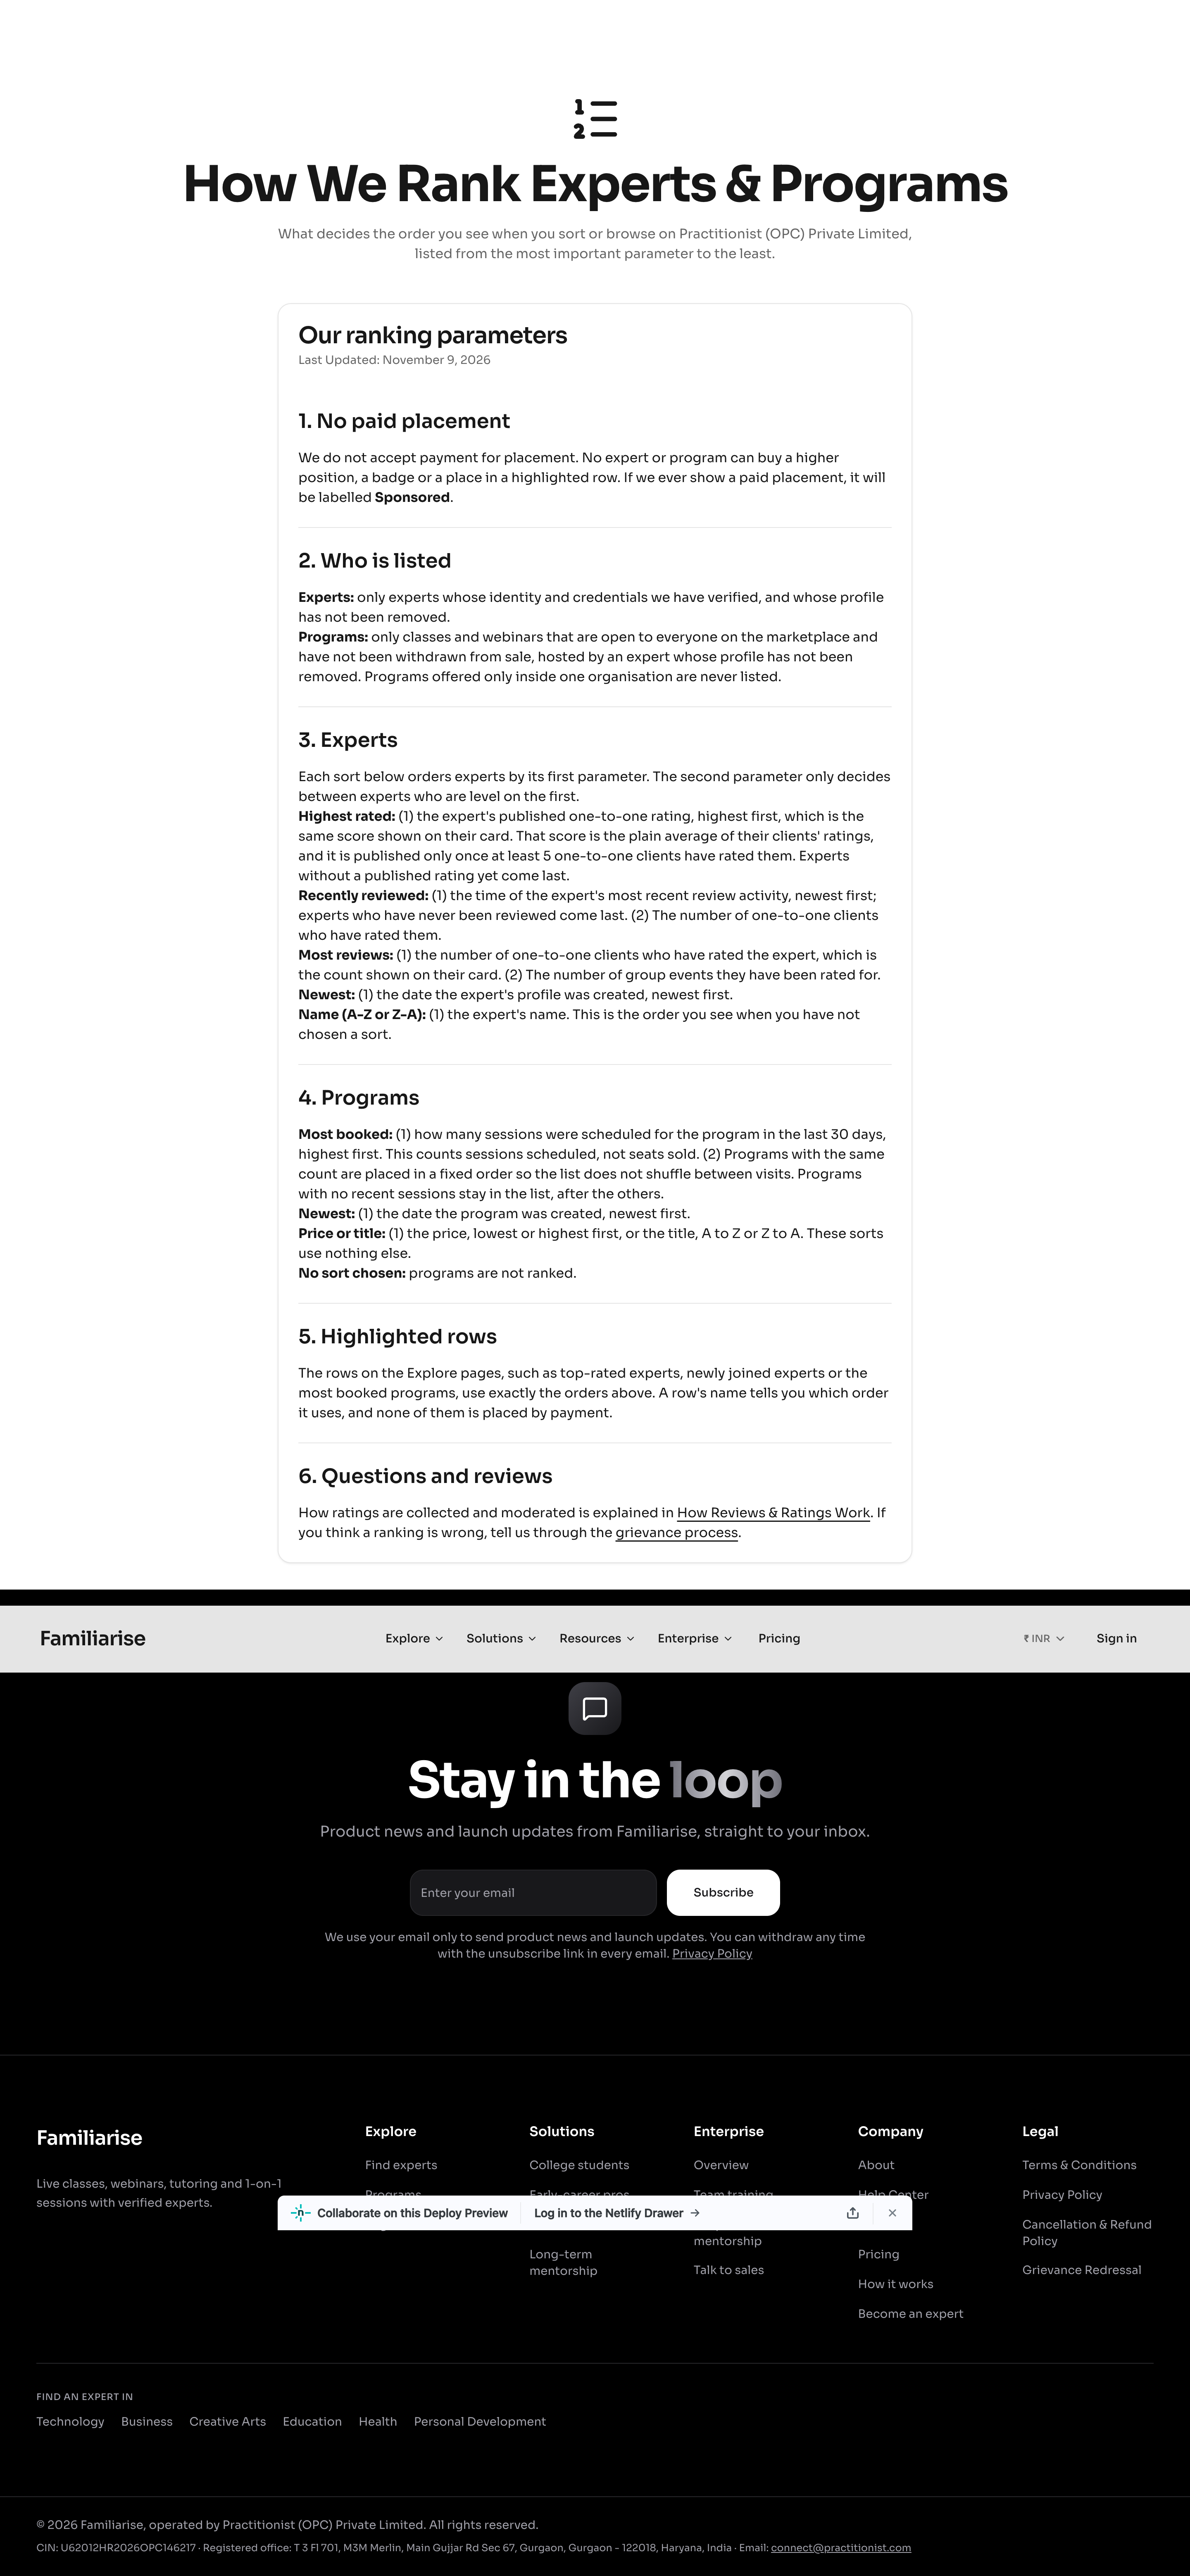 How We Rank Experts & Programs
What decides the order you see when you sort or browse on Practitionist (OPC) Private Limited,
listed from the most important parameter to the least.
Our ranking parameters
Last Updated: November 9, 2026
1. No paid placement
We do not accept payment for placement. No expert or program can buy a higher
position, a badge or a place in a highlighted row. If we ever show a paid placement, it will
be labelled Sponsored.
2. Who is listed
Experts: only experts whose identity and credentials we have verified, and whose profile
has not been removed.
Programs: only classes and webinars that are open to everyone on the marketplace and
have not been withdrawn from sale, hosted by an expert whose profile has not been
removed. Programs offered only inside one organisation are never listed.
3. Experts
Each sort below orders experts by its first parameter. The second parameter only decides
between experts who are level on the first.
Highest rated: (1) the expert's published one-to-one rating, highest first, which is the
same score shown on their card. That score is the plain average of their clients' ratings,
and it is published only once at least 5 one-to-one clients have rated them. Experts
without a published rating yet come last.
Recently reviewed: (1) the time of the expert's most recent review activity, newest first;
experts who have never been reviewed come last. (2) The number of one-to-one clients
who have rated them.
Most reviews: (1) the number of one-to-one clients who have rated the expert, which is
the count shown on their card. (2) The number of group events they have been rated for.
Newest: (1) the date the expert's profile was created, newest first.
Name (A-Z or Z-A): (1) the expert's name. This is the order you see when you have not
chosen a sort.
4. Programs
Most booked: (1) how many sessions were scheduled for the program in the last 30 days,
highest first. This counts sessions scheduled, not seats sold. (2) Programs with the same
count are placed in a fixed order so the list does not shuffle between visits. Programs
with no recent sessions stay in the list, after the others.
Newest: (1) the date the program was created, newest first.
Price or title: (1) the price, lowest or highest first, or the title, A to Z or Z to A. These sorts
use nothing else.
No sort chosen: programs are not ranked.
5. Highlighted rows
The rows on the Explore pages, such as top-rated experts, newly joined experts or the
most booked programs, use exactly the orders above. A row's name tells you which order
it uses, and none of them is placed by payment.
6. Questions and reviews
How ratings are collected and moderated is explained in How Reviews & Ratings Work. If
you think a ranking is wrong, tell us through the grievance process.
Familiarise
Explore
Solutions
Resources
Enterprise
Pricing
₹ INR
Sign in
Stay in the loop
Product news and launch updates from Familiarise, straight to your inbox.
Enter your email
Subscribe
We use your email only to send product news and launch updates. You can withdraw any time
with the unsubscribe link in every email. Privacy Policy
Familiarise
Live classes, webinars, tutoring and 1-on-1
sessions with verified experts.
Explore
Find experts
Programs
Solutions
College students
Early-career pros
Long-term
mentorship
Enterprise
Overview
Team training
mentorship
Talk to sales
Company
About
Help Center
Pricing
How it works
Become an expert
Legal
Terms & Conditions
Privacy Policy
Cancellation & Refund
Policy
Grievance Redressal
Collaborate on this Deploy Preview
Log in to the Netlify Drawer →
FIND AN EXPERT IN
Technology
Business
Creative Arts
Education
Health
Personal Development
© 2026 Familiarise, operated by Practitionist (OPC) Private Limited. All rights reserved.
CIN: U62012HR2026OPC146217 · Registered office: T 3 Fl 701, M3M Merlin, Main Gujjar Rd Sec 67, Gurgaon, Gurgaon - 122018, Haryana, India · Email: connect@practitionist.com